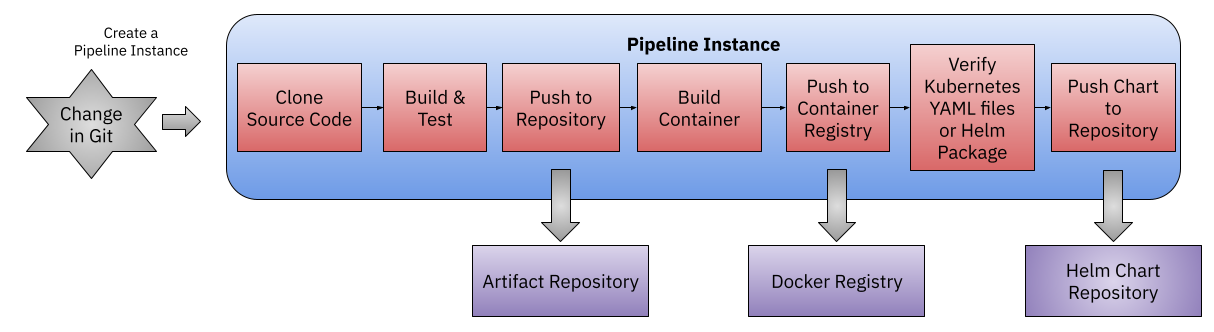 Create a
Pipeline Instance
Change
in Git
Pipeline Instance
Clone
Source Code
Build &
Test
Push to
Repository
Build
Container
Push to
Container
Registry
Verify
Kubernetes
YAML files
or Helm
Package
Push Chart
to
Repository
Artifact Repository
Docker Registry
Helm Chart
Repository